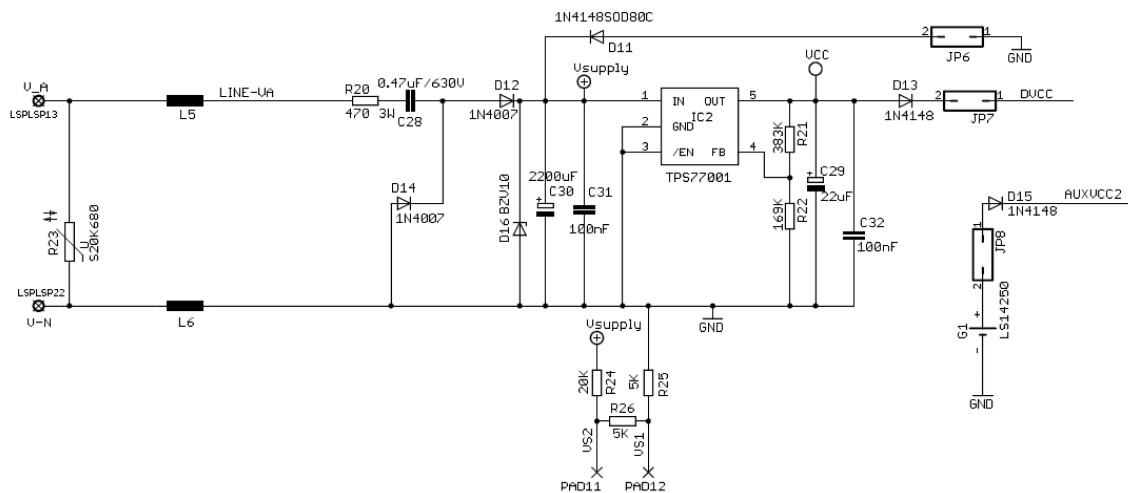 1N4148SOD80C
D11
2
1
JP6
GND
V_A
LSPLSP13
L5
LINE-VA
R20
470 3W
0.47uF/630V
C28
D12
1N4007
Vsupply
1
IN
OUT
5
2
GND
IC2
3
/EN
FB
4
TPS77001
VCC
D13
1N4148
2
1
JP7
DVCC
383K
R21
169K
R22
C29
22uF
+
C32
100nF
D14
1N4007
D16 BZV10
2200uF
+
C30
C31
100nF
R23
S20K680
U
LSPLSP22
V-N
L6
GND
D15
1N4148
AUXVCC2
1
JP8
2
G1
+
-
LS14250
GND
Vsupply
20K
R24
5K
R25
R26
5K
VS2
VS1
PAD11
PAD12